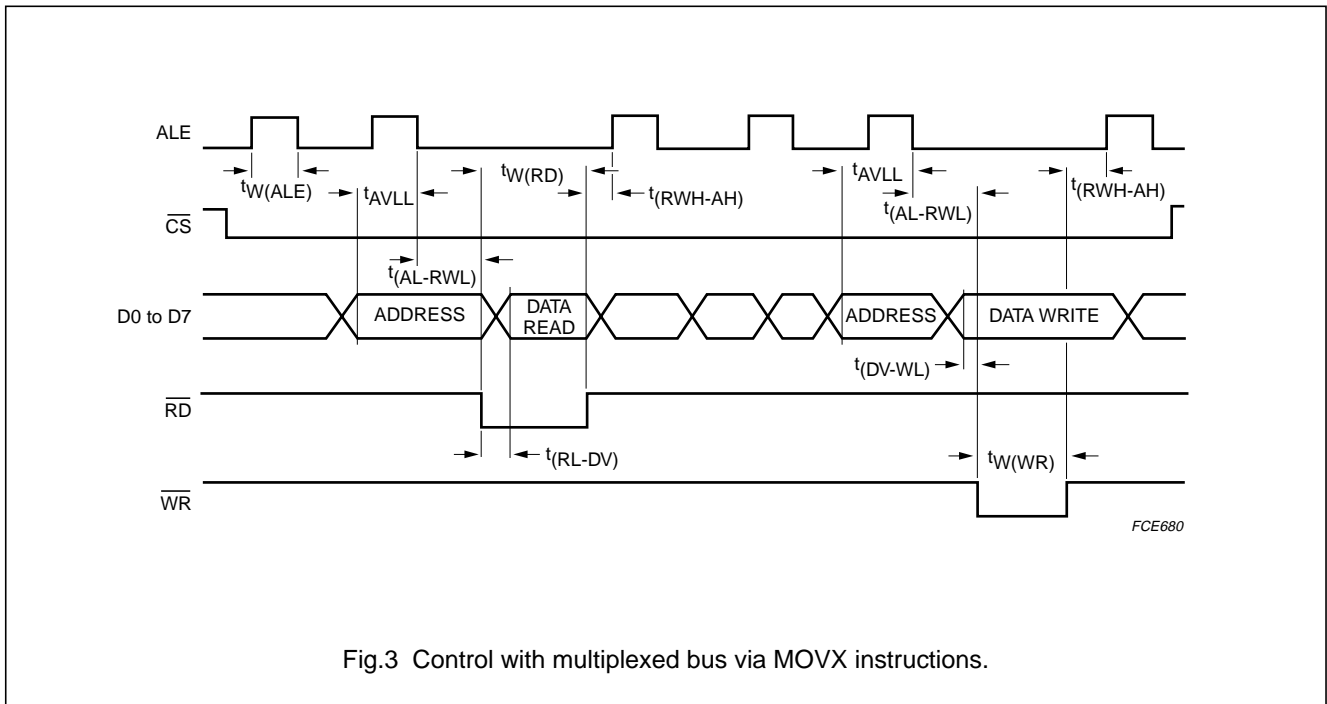 ALE
tW(ALE)
tAVLL
tW(RD)
t(RWH-AH)
tAVLL
t(AL-RWL)
t(RWH-AH)
CS
t(AL-RWL)
D0 to D7
ADDRESS
DATA
READ
ADDRESS
DATA WRITE
t(DV-WL)
RD
t(RL-DV)
tW(WR)
WR
FCE680
Fig.3 Control with multiplexed bus via MOVX instructions.